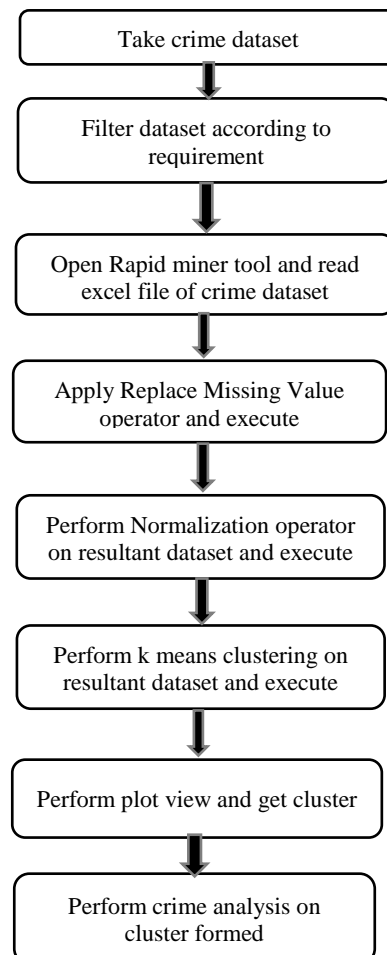 Take crime dataset
Filter dataset according to
requirement
Open Rapid miner tool and read
excel file of crime dataset
Apply Replace Missing Value
operator and execute
Perform Normalization operator
on resultant dataset and execute
Perform k means clustering on
resultant dataset and execute
Perform plot view and get cluster
Perform crime analysis on
cluster formed